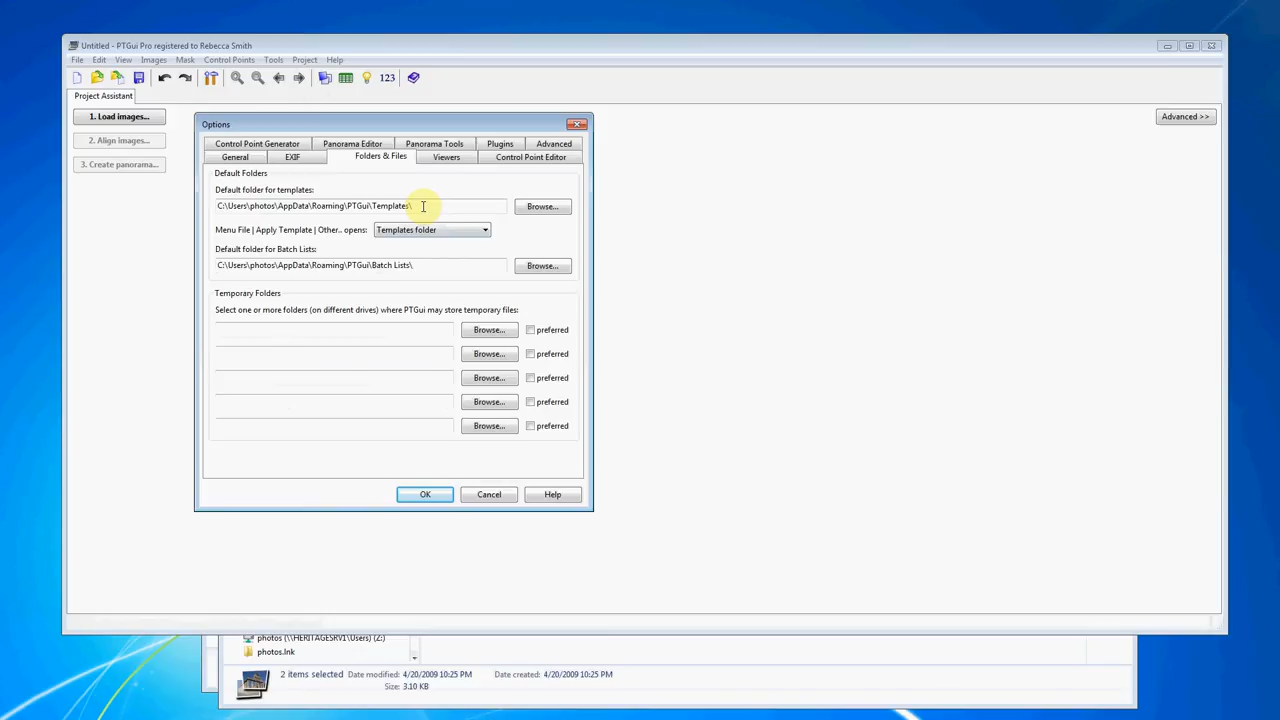 Untitled - PTGui Pro registered to Rebecca Smith
File Edit View Images Mask Control Points Tools Project Help
123
Project Assistant
1. Load images...
Advanced >>
2. Align images...
3. Create panorama...
Options
Control Point Generator Panorama Editor Panorama Tools Plugins Advanced
General EXIF Folders & Files Viewers Control Point Editor
Default Folders
Default folder for templates:
C:\Users\photos\AppData\Roaming\PTGui\Templates\ Browse...
Menu File | Apply Template | Other.. opens: Templates folder
Default folder for Batch Lists:
C:\Users\photos\AppData\Roaming\PTGui\Batch Lists\ Browse...
Temporary Folders
Select one or more folders (on different drives) where PTGui may store temporary files:
Browse... preferred
Browse... preferred
Browse... preferred
Browse... preferred
Browse... preferred
OK Cancel Help
photos (\\HERITAGESRV1\Users) (Z:)
photos.lnk
2 items selected Date modified: 4/20/2009 10:25 PM Date created: 4/20/2009 10:25 PM
Size: 3.10 KB